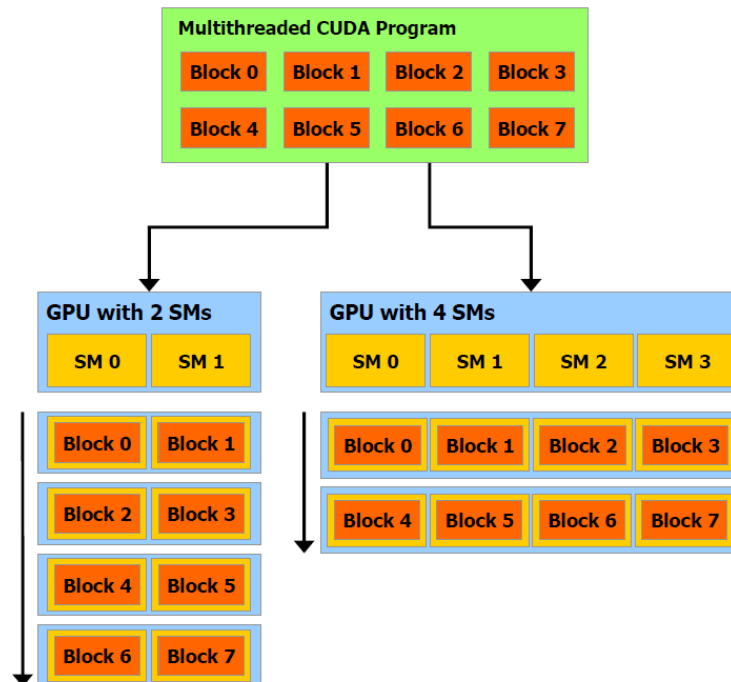 Multithreaded CUDA Program
Block 0 Block 1 Block 2 Block 3
Block 4 Block 5 Block 6 Block 7
GPU with 2 SMs
SM 0 SM 1
Block 0 Block 1
Block 2 Block 3
Block 4 Block 5
Block 6 Block 7
GPU with 4 SMs
SM 0 SM 1 SM 2 SM 3
Block 0 Block 1 Block 2 Block 3
Block 4 Block 5 Block 6 Block 7